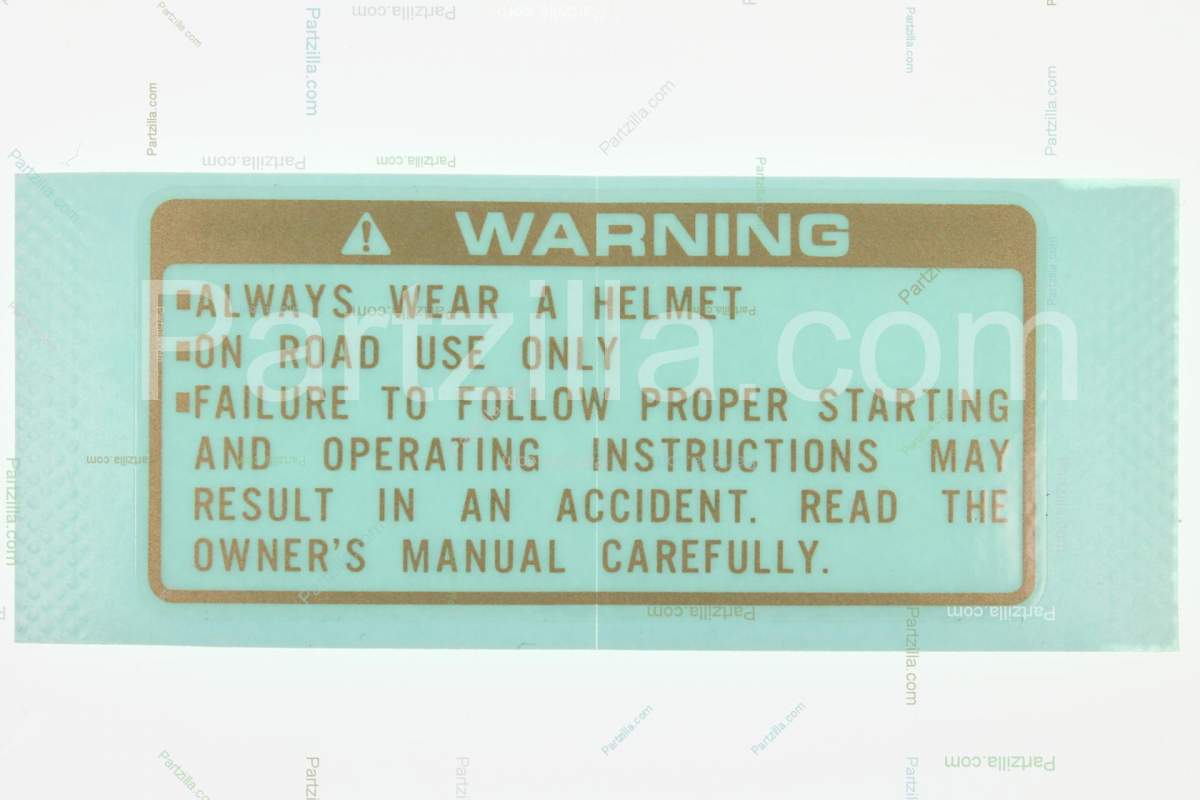 ⚠ WARNING
▪ALWAYS WEAR A HELMET
▪ON ROAD USE ONLY
▪FAILURE TO FOLLOW PROPER STARTING
AND OPERATING INSTRUCTIONS MAY
RESULT IN AN ACCIDENT. READ THE
OWNER'S MANUAL CAREFULLY.
Partzilla.com